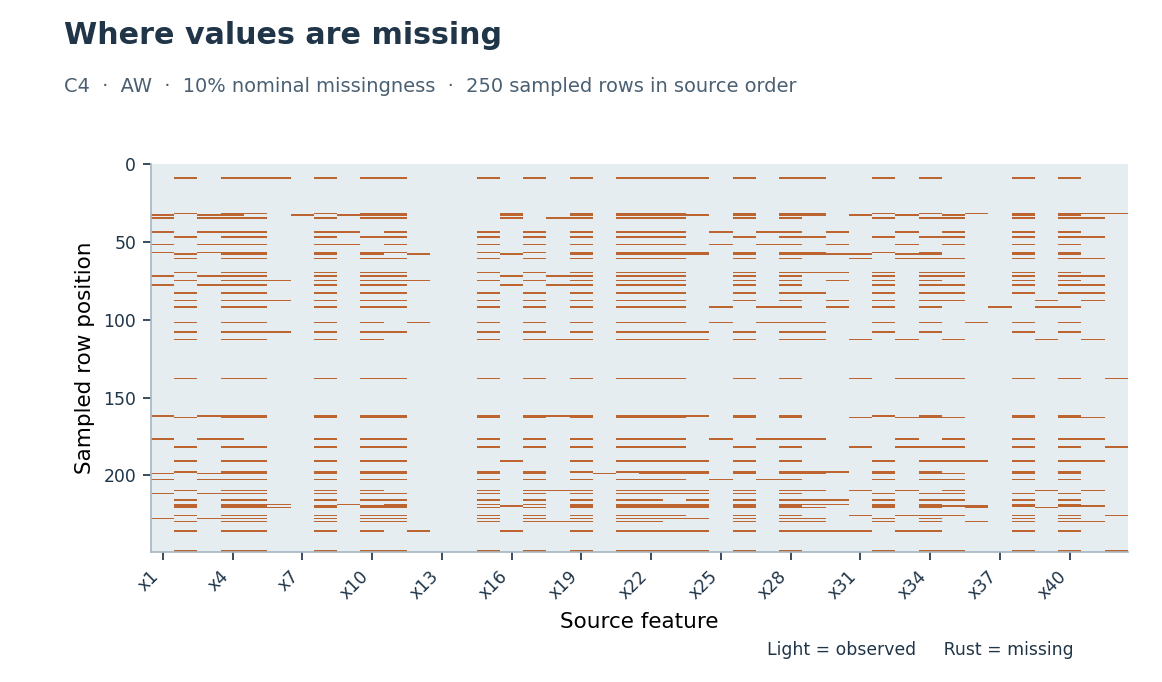 Where values are missing
C4 · AW · 10% nominal missingness · 250 sampled rows in source order
0
50
100
150
200
Sampled row position
x1 x4 x7 x10 x13 x16 x19 x22 x25 x28 x31 x34 x37 x40
Source feature
Light = observed Rust = missing